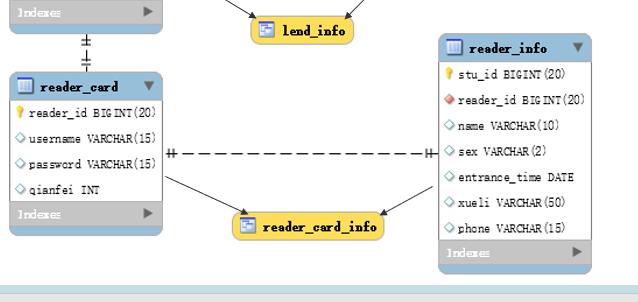 Indexes
lend_info
reader_card
reader_id BIGINT(20)
username VARCHAR(15)
password VARCHAR(15)
qianfei INT
Indexes
reader_info
stu_id BIGINT(20)
reader_id BIGINT(20)
name VARCHAR(10)
sex VARCHAR(2)
entrance_time DATE
xueli VARCHAR(50)
phone VARCHAR(15)
Indexes
reader_card_info